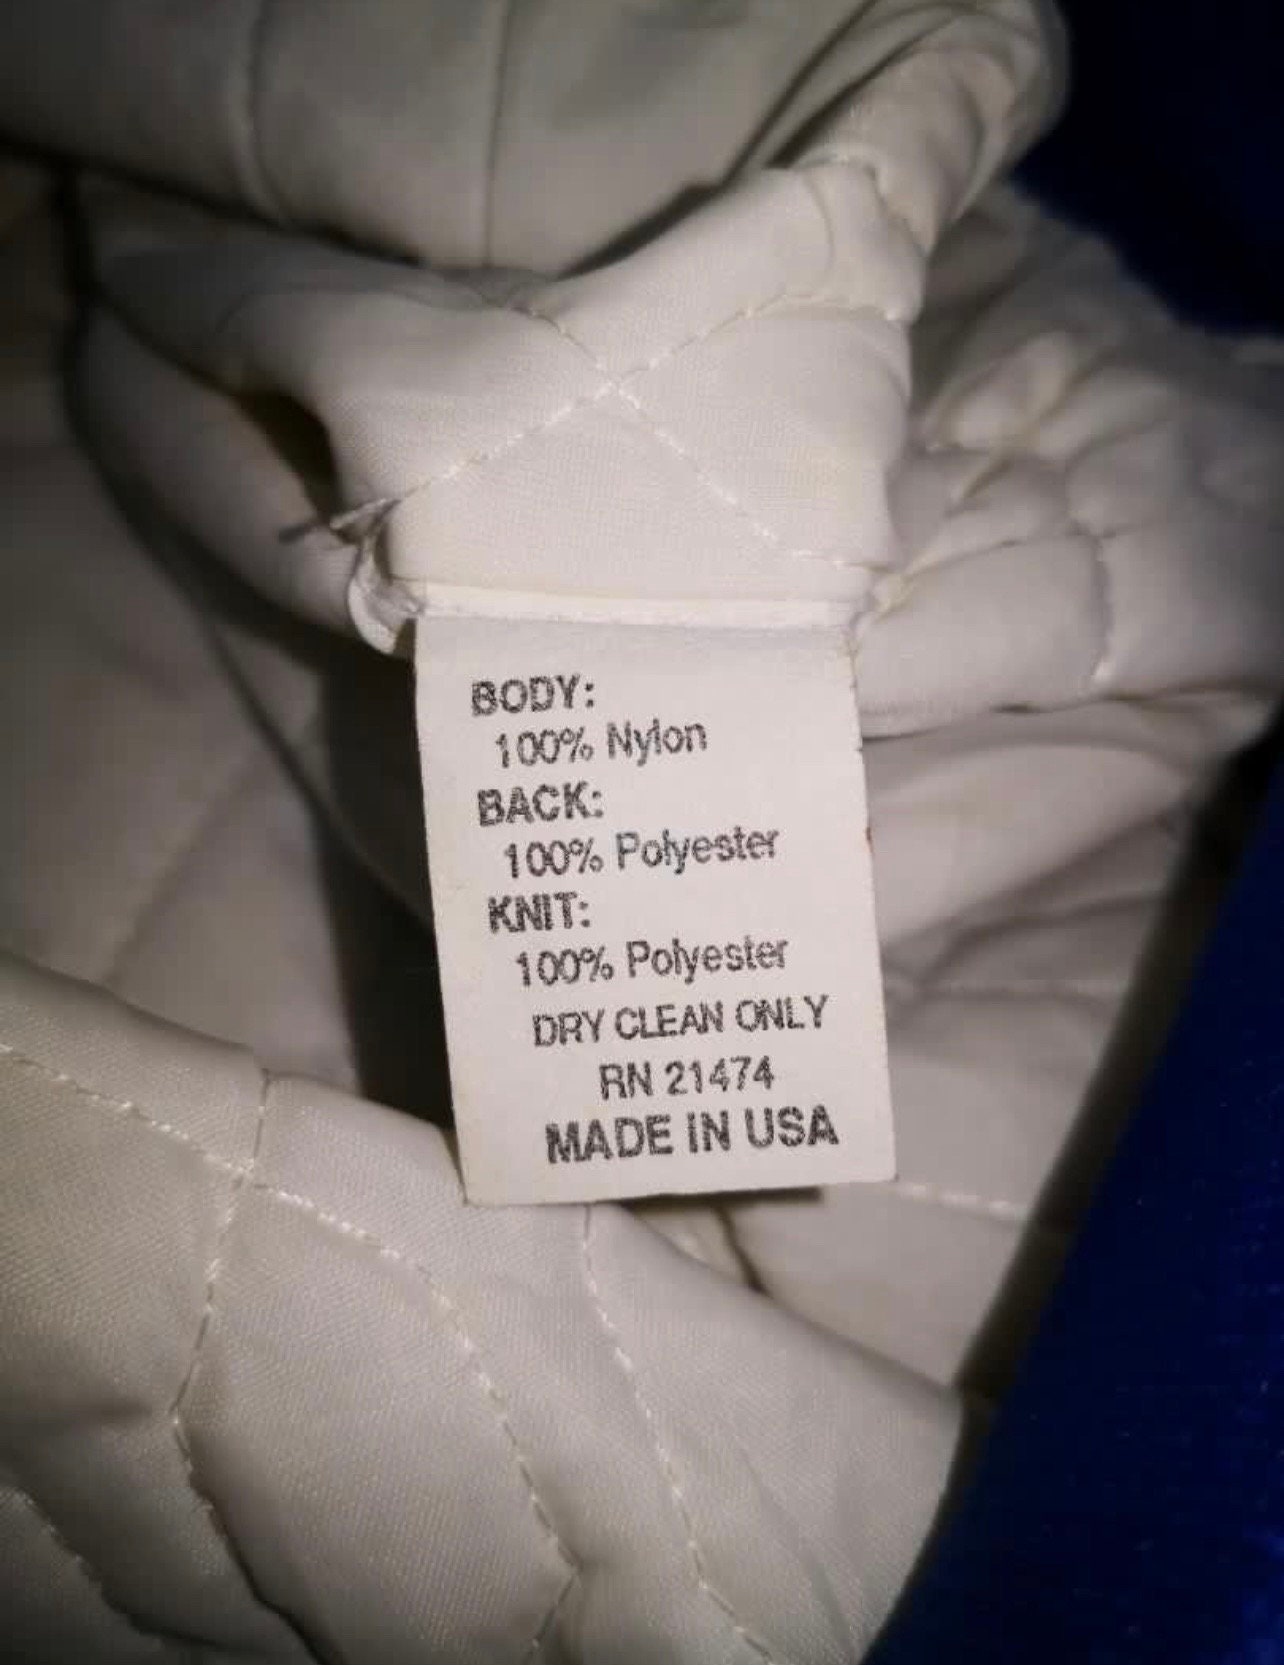 BODY:
100% Nylon
BACK:
100% Polyester
KNIT:
100% Polyester
DRY CLEAN ONLY
RN 21474
MADE IN USA